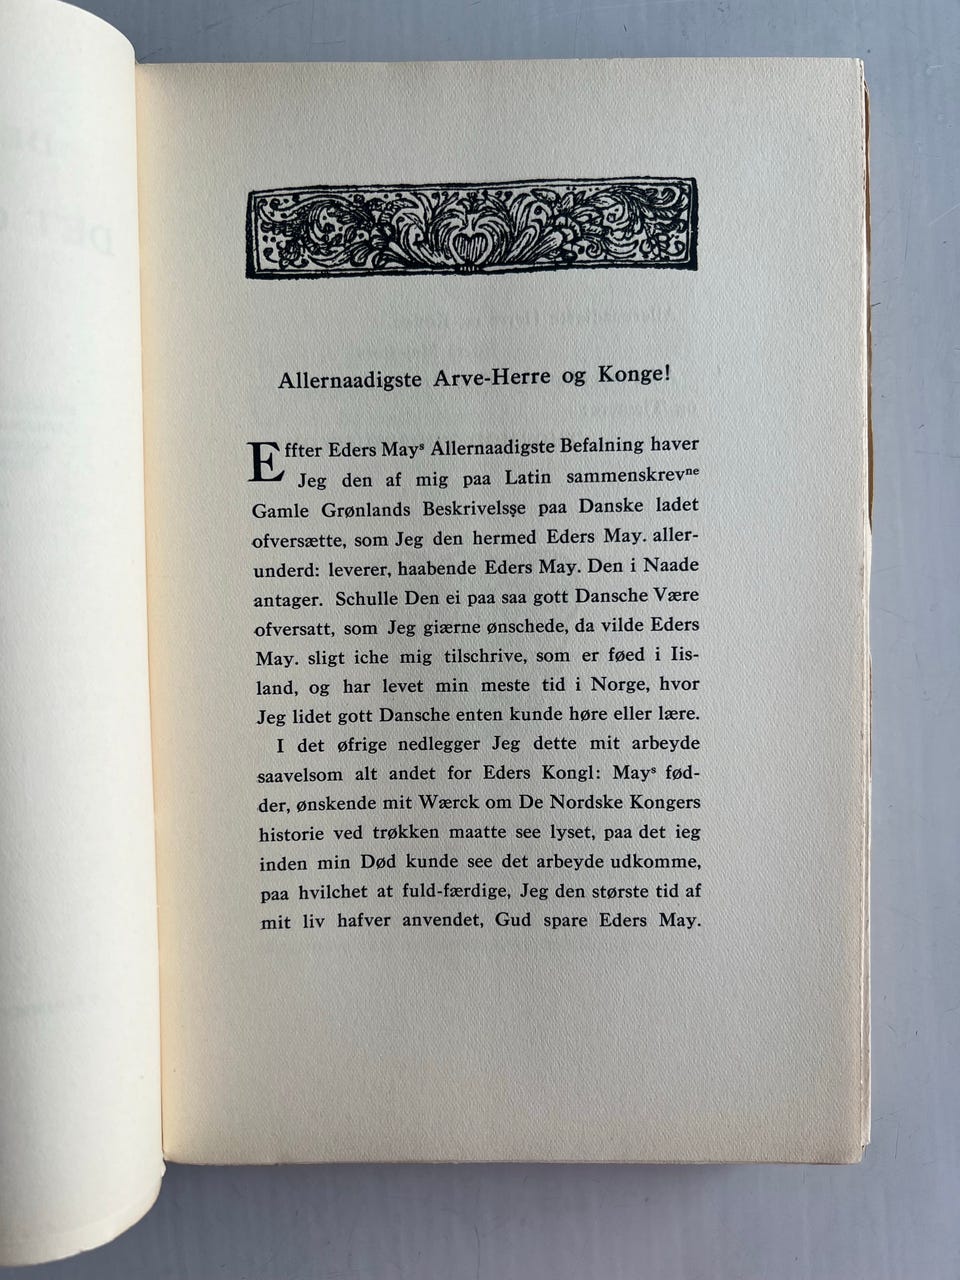 Allernaadigste Arve-Herre og Konge!
Effter Eders Mayˢ Allernaadigste Befalning haver
Jeg den af mig paa Latin sammenskrevⁿᵉ
Gamle Grønlands Beskrivelsșe paa Danske ladet
ofversætte, som Jeg den hermed Eders May. aller-
underd: leverer, haabende Eders May. Den i Naade
antager. Schulle Den ei paa saa gott Dansche Være
ofversatt, som Jeg giærne ønschede, da vilde Eders
May. sligt iche mig tilschrive, som er føed i Iis-
land, og har levet min meste tid i Norge, hvor
Jeg lidet gott Dansche enten kunde høre eller lære.
I det øfrige nedlegger Jeg dette mit arbeyde
saavelsom alt andet for Eders Kongl: Mayˢ fød-
der, ønskende mit Wærck om De Nordske Kongers
historie ved trøkken maatte see lyset, paa det ieg
inden min Død kunde see det arbeyde udkomme,
paa hvilchet at fuld-færdige, Jeg den største tid af
mit liv hafver anvendet, Gud spare Eders May.